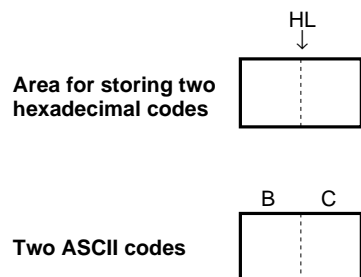 HL
Area for storing two
hexadecimal codes
B C
Two ASCII codes